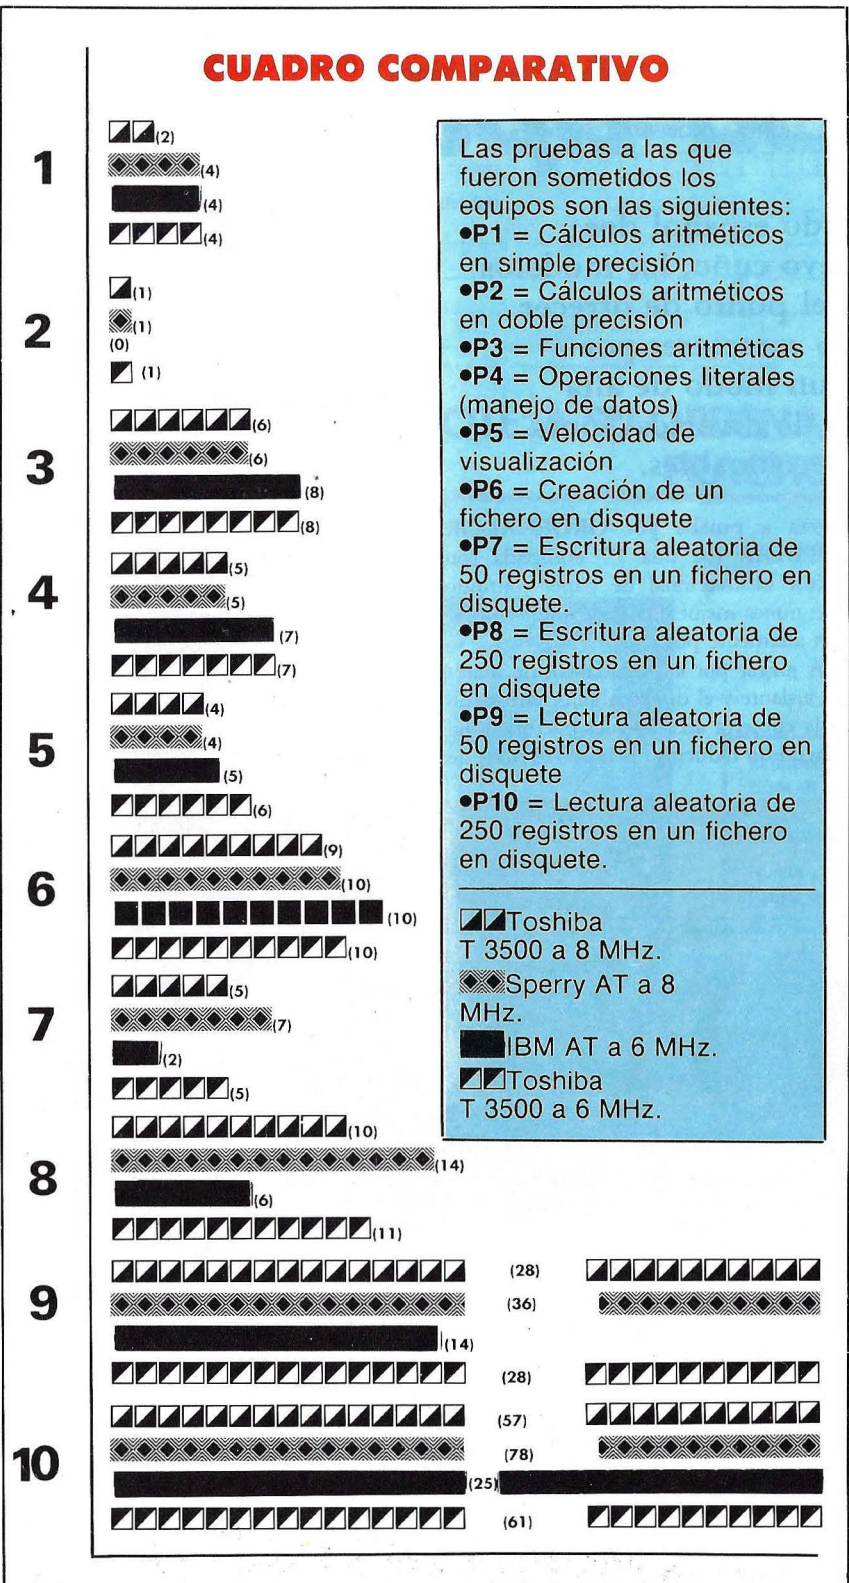 CUADRO COMPARATIVO
1
(2)
(4)
(4)
(4)
2
(1)
(1)
(0)
(1)
3
(6)
(6)
(8)
(8)
4
(5)
(5)
(7)
(7)
5
(4)
(4)
(5)
(6)
6
(9)
(10)
(10)
(10)
7
(5)
(7)
(2)
(5)
8
(10)
(14)
(6)
(11)
9
(28)
(36)
(14)
(28)
10
(57)
(78)
(25)
(61)
Las pruebas a las que
fueron sometidos los
equipos son las siguientes:
●P1 = Cálculos aritméticos
en simple precisión
●P2 = Cálculos aritméticos
en doble precisión
●P3 = Funciones aritméticas
●P4 = Operaciones literales
(manejo de datos)
●P5 = Velocidad de
visualización
●P6 = Creación de un
fichero en disquete
●P7 = Escritura aleatoria de
50 registros en un fichero en
disquete.
●P8 = Escritura aleatoria de
250 registros en un fichero
en disquete
●P9 = Lectura aleatoria de
50 registros en un fichero en
disquete
●P10 = Lectura aleatoria de
250 registros en un fichero
en disquete.
Toshiba
T 3500 a 8 MHz.
Sperry AT a 8
MHz.
IBM AT a 6 MHz.
Toshiba
T 3500 a 6 MHz.